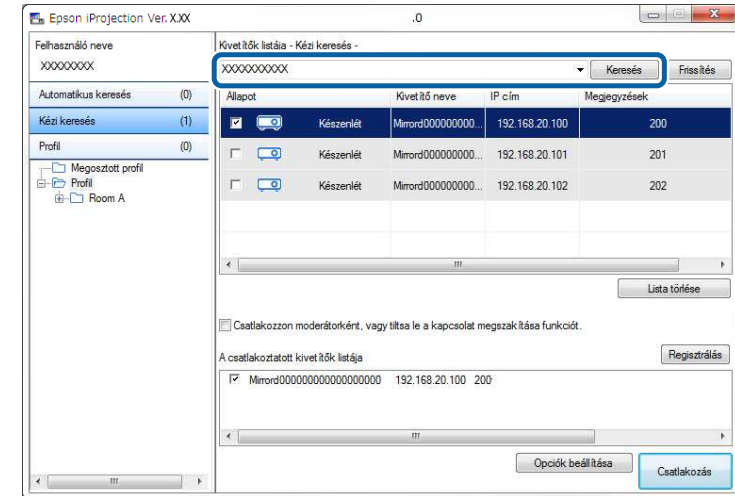 Epson iProjection Ver. X.XX .0
Felhasználó neve
XXXXXXXX
Automatikus keresés (0)
Kézi keresés (1)
Profil (0)
Megosztott profil
Profil
Room A
Kivetítők listája - Kézi keresés -
XXXXXXXXXX Keresés Frissítés
Állapot Kivetítő neve IP cím Megjegyzések
Készenlét Mirrord000000000... 192.168.20.100 200
Készenlét Mirrord000000000... 192.168.20.101 201
Készenlét Mirrord000000000... 192.168.20.102 202
Lista törlése
Csatlakozzon moderátorként, vagy tiltsa le a kapcsolat megszakítása funkciót.
A csatlakoztatott kivetítők listája Regisztrálás
Mirrord000000000000000000 192.168.20.100 200
Opciók beállítása Csatlakozás